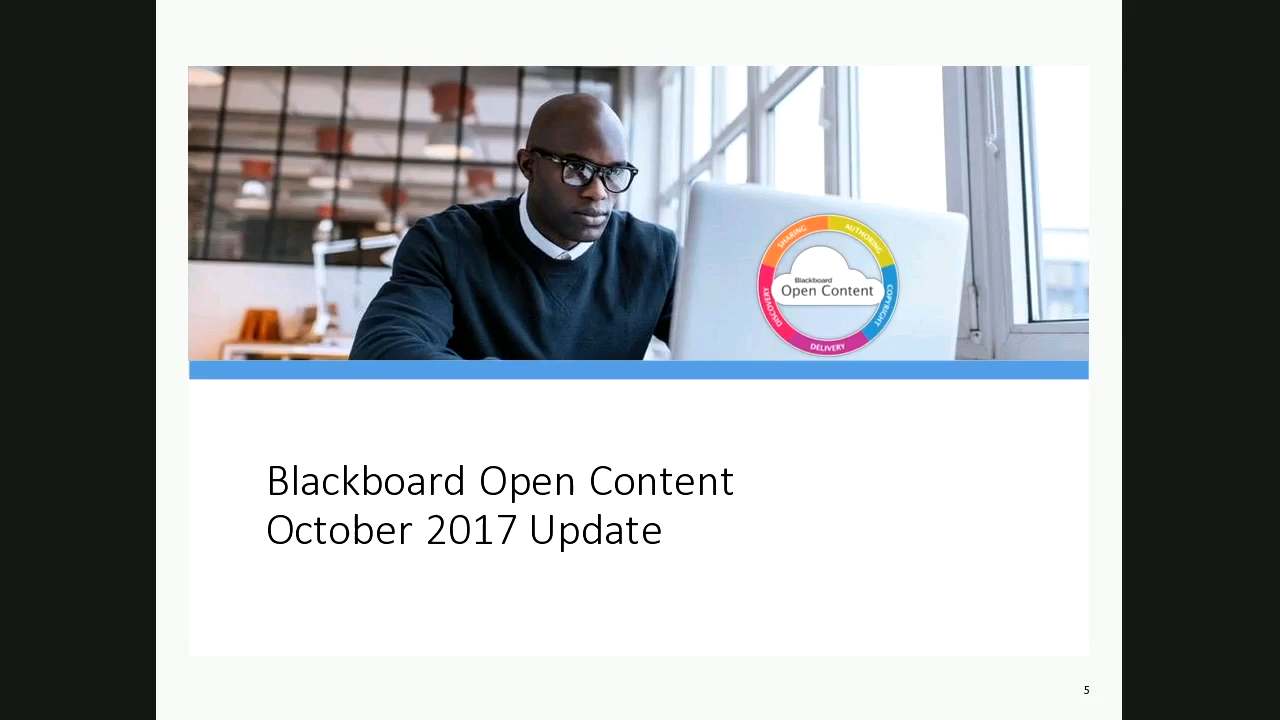 SHARING
AUTHORING
Blackboard
Open Content
DISCOVERY
COPYRIGHT
DELIVERY
Blackboard Open Content
October 2017 Update
5